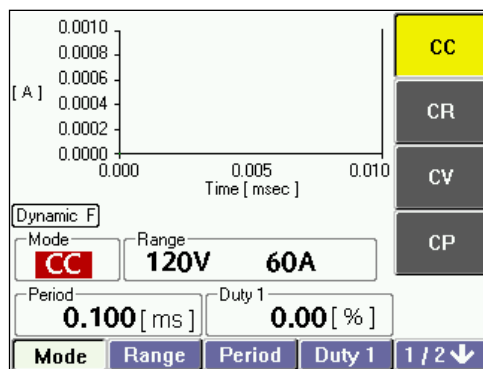 0.0010
0.0008
0.0006
[ A ]
0.0004
0.0002
0.0000
0.000 0.005 0.010
Time [ msec ]
CC
CR
CV
CP
Dynamic F
Mode
CC
Range
120V 60A
Period
0.100 [ ms ]
Duty 1
0.00 [ % ]
Mode Range Period Duty 1 1 / 2